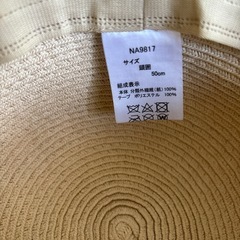 NA9817
サイズ
頭囲
50cm
組成表示
本体 分類外繊維(紙) 100%
テープ ポリエステル 100%